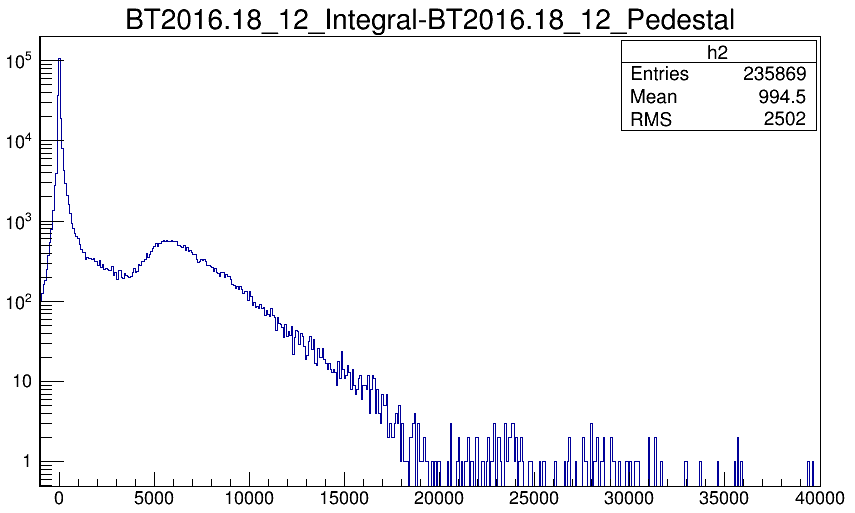 BT2016.18_12_Integral-BT2016.18_12_Pedestal
h2
Entries 235869
Mean 994.5
RMS 2502
10^5
10^4
10^3
10^2
10
1
0 5000 10000 15000 20000 25000 30000 35000 40000